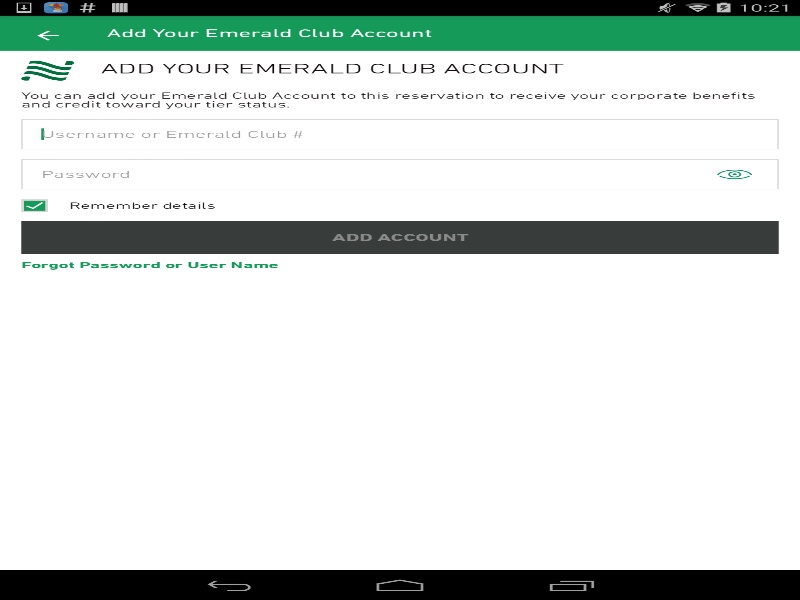 10:21
Add Your Emerald Club Account
ADD YOUR EMERALD CLUB ACCOUNT
You can add your Emerald Club Account to this reservation to receive your corporate benefits
and credit toward your tier status.
Username or Emerald Club #
Password
Remember details
ADD ACCOUNT
Forgot Password or User Name